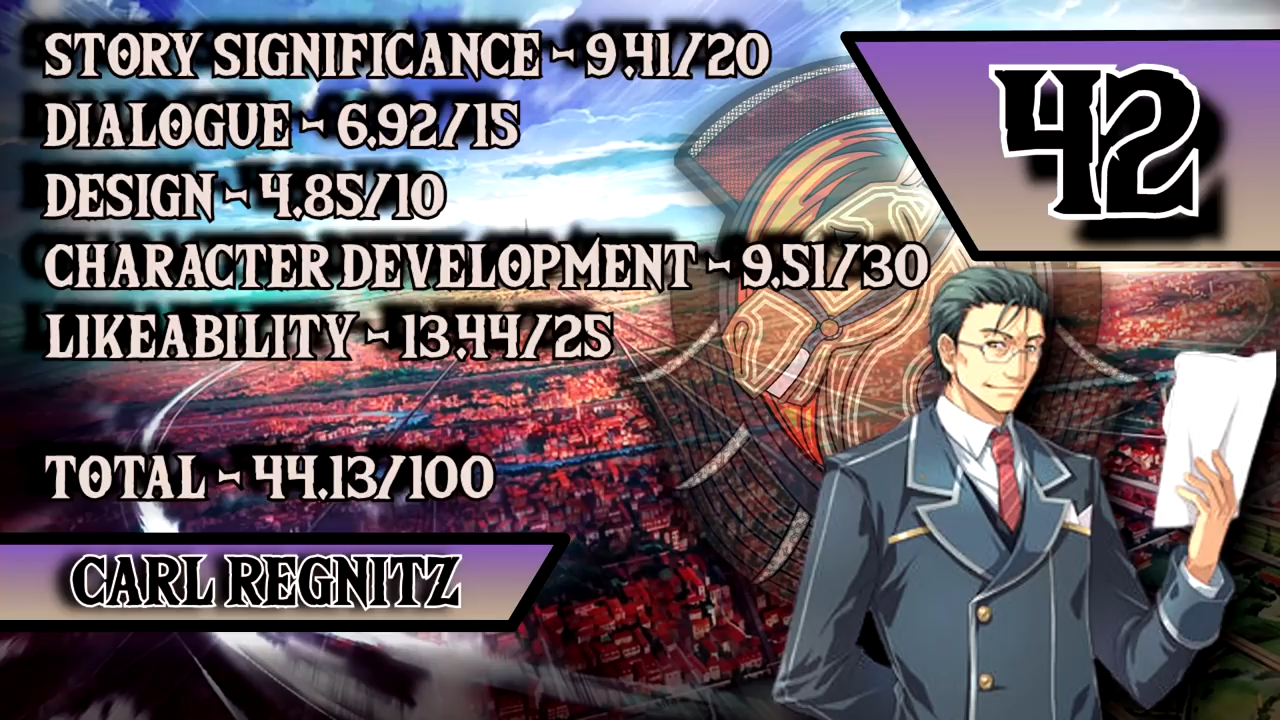 STORY SIGNIFICANCE ~ 9.41/20
DIALOGUE ~ 6.92/15
DESIGN ~ 4.85/10
CHARACTER DEVELOPMENT ~ 9.51/30
LIKEABILITY ~ 13.44/25
TOTAL ~ 44.13/100
CARL REGNITZ
42